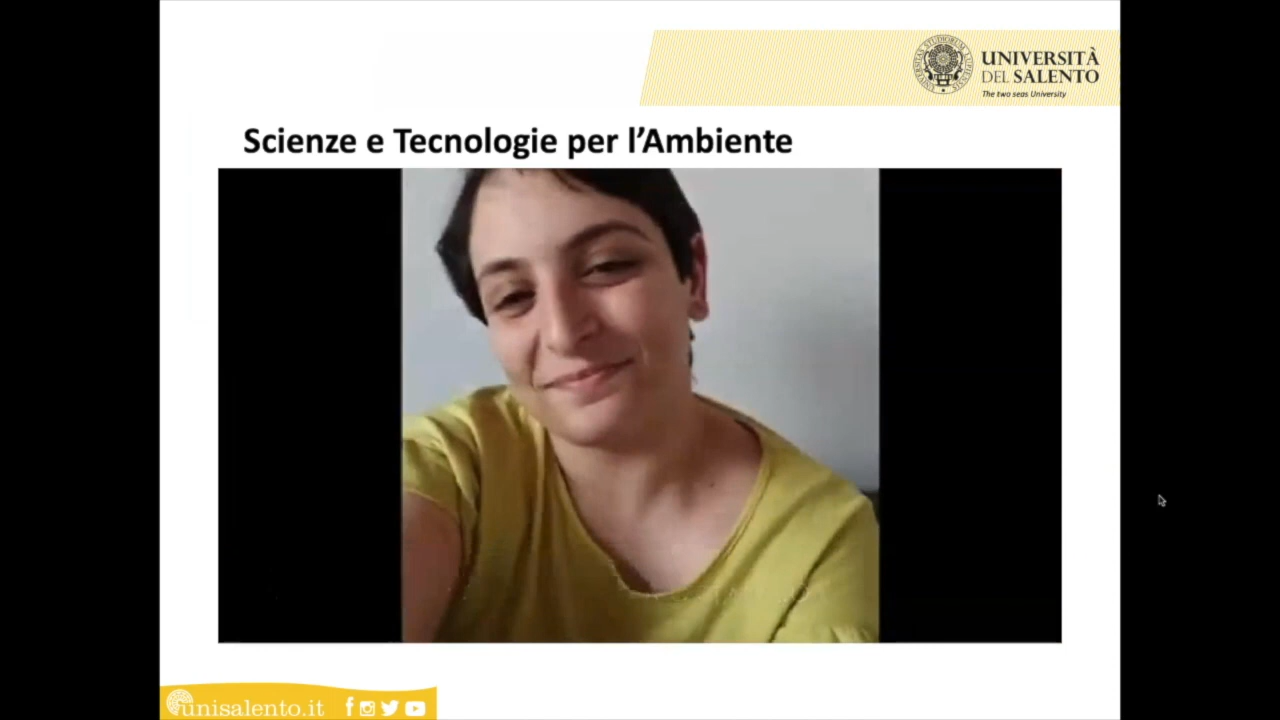 UNIVERSITÀ
DEL SALENTO
The two seas University
Scienze e Tecnologie per l'Ambiente
unisalento.it